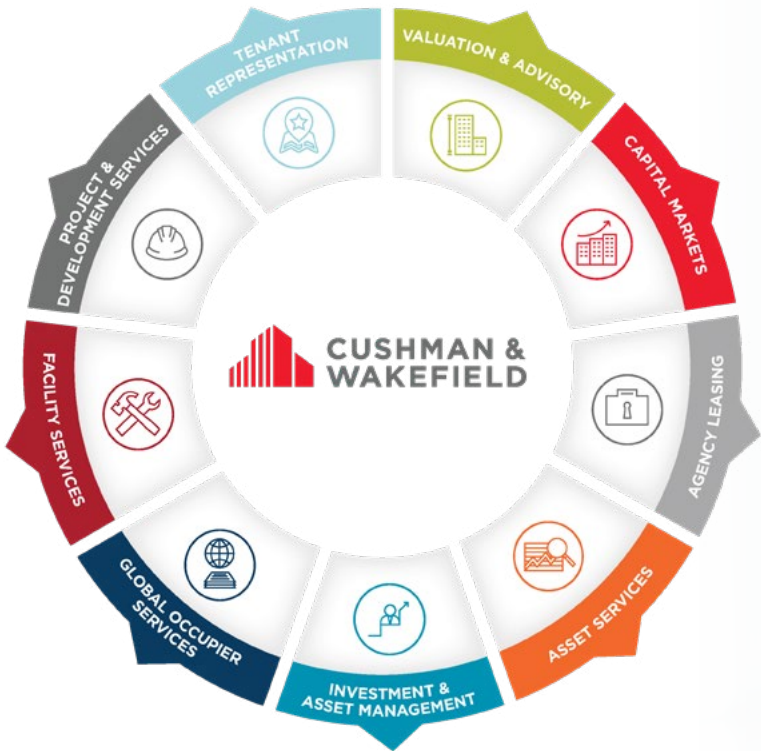 TENANT
REPRESENTATION
VALUATION & ADVISORY
CAPITAL MARKETS
AGENCY LEASING
ASSET SERVICES
INVESTMENT &
ASSET MANAGEMENT
GLOBAL OCCUPIER
SERVICES
FACILITY SERVICES
PROJECT &
DEVELOPMENT SERVICES
CUSHMAN &
WAKEFIELD